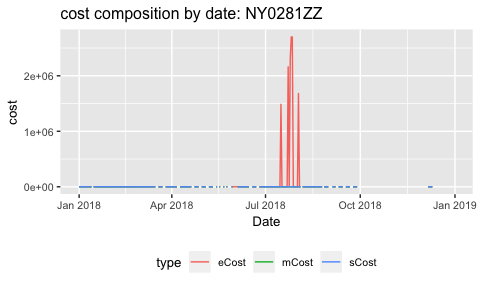 cost composition by date: NY0281ZZ
cost
2e+06
1e+06
0e+00
Jan 2018 Apr 2018 Jul 2018 Oct 2018 Jan 2019
Date
type eCost mCost sCost